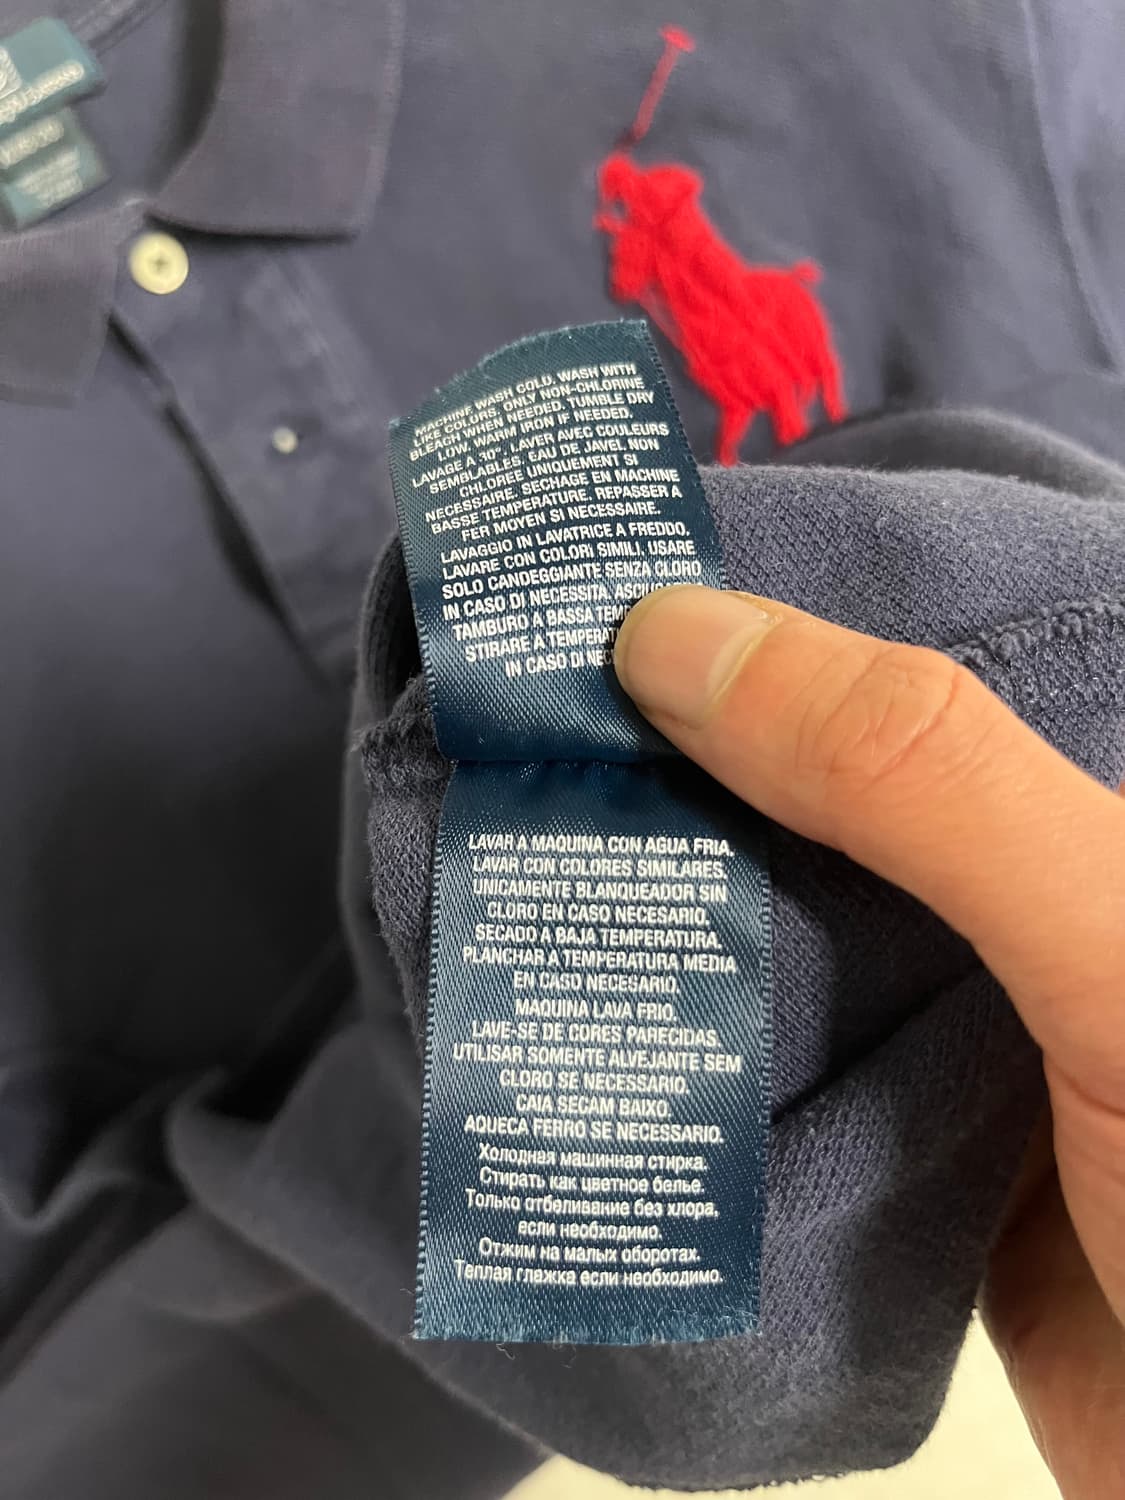 MACHINE WASH COLD. WASH WITH
LIKE COLORS. ONLY NON-CHLORINE
BLEACH WHEN NEEDED. TUMBLE DRY
LOW, WARM IRON IF NEEDED.
LAVAGE A 30°. LAVER AVEC COULEURS
SEMBLABLES. EAU DE JAVEL NON
CHLOREE UNIQUEMENT SI
NECESSAIRE. SECHAGE EN MACHINE
BASSE TEMPERATURE. REPASSER A
FER MOYEN SI NECESSAIRE.
LAVAGGIO IN LAVATRICE A FREDDO.
LAVARE CON COLORI SIMILI. USARE
SOLO CANDEGGIANTE SENZA CLORO
IN CASO DI NECESSITA.
TAMBURO A BASSA
STIRARE A
IN CASO DI
LAVAR A MAQUINA CON AGUA FRIA.
LAVAR CON COLORES SIMILARES.
UNICAMENTE BLANQUEADOR SIN
CLORO EN CASO NECESARIO.
SECADO A BAJA TEMPERATURA.
PLANCHAR A TEMPERATURA MEDIA
EN CASO NECESARIO.
MAQUINA LAVA FRIO.
LAVE-SE DE CORES PARECIDAS.
UTILISAR SOMENTE ALVEJANTE SEM
CLORO SE NECESSARIO.
CAIA SECAM BAIXO.
AQUECA FERRO SE NECESSARIO.
Холодная машинная стирка.
Стирать как цветное белье.
Только отбеливание без хлора,
если необходимо.
Отжим на малых оборотах.
Теплая глажка если необходимо.